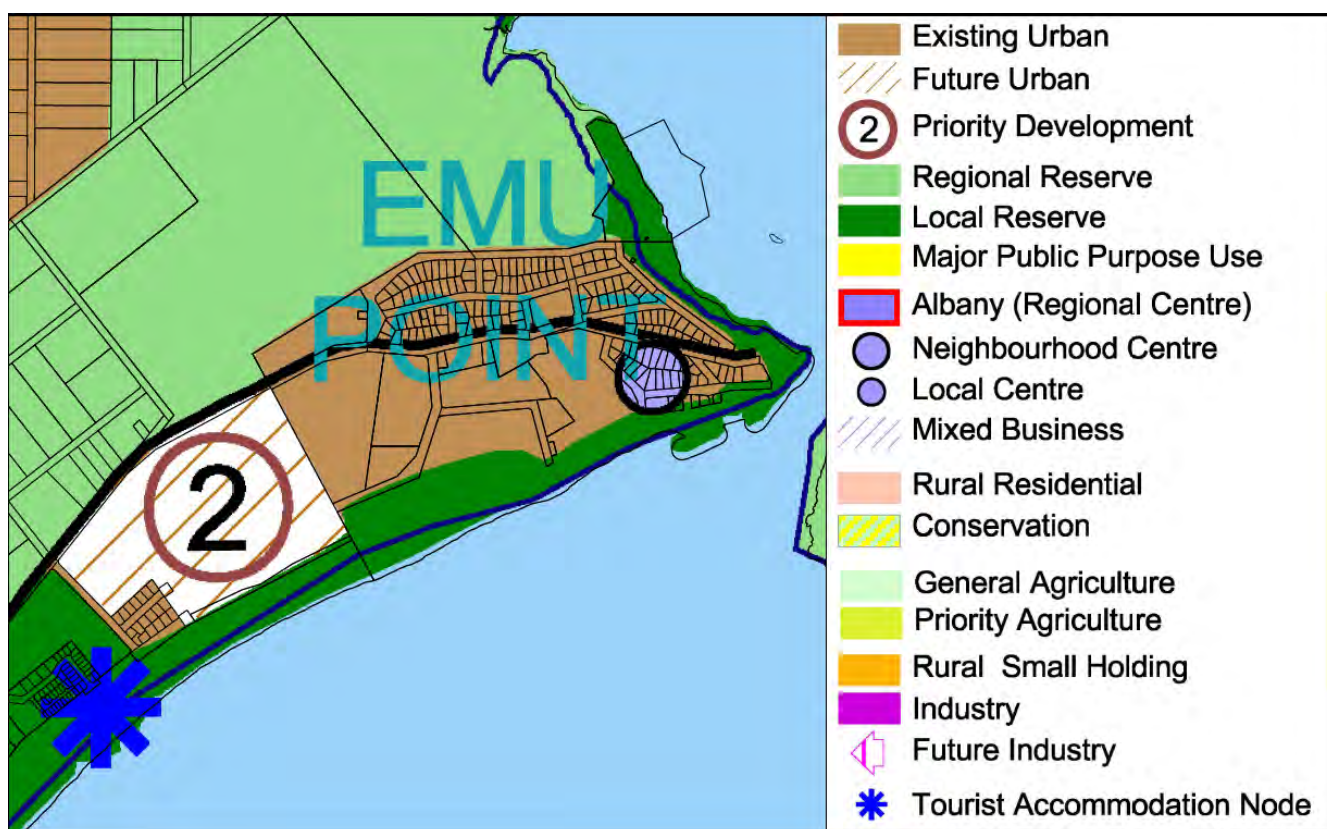 EMU
POINT
2
Existing Urban
Future Urban
2 Priority Development
Regional Reserve
Local Reserve
Major Public Purpose Use
Albany (Regional Centre)
Neighbourhood Centre
Local Centre
Mixed Business
Rural Residential
Conservation
General Agriculture
Priority Agriculture
Rural Small Holding
Industry
Future Industry
Tourist Accommodation Node